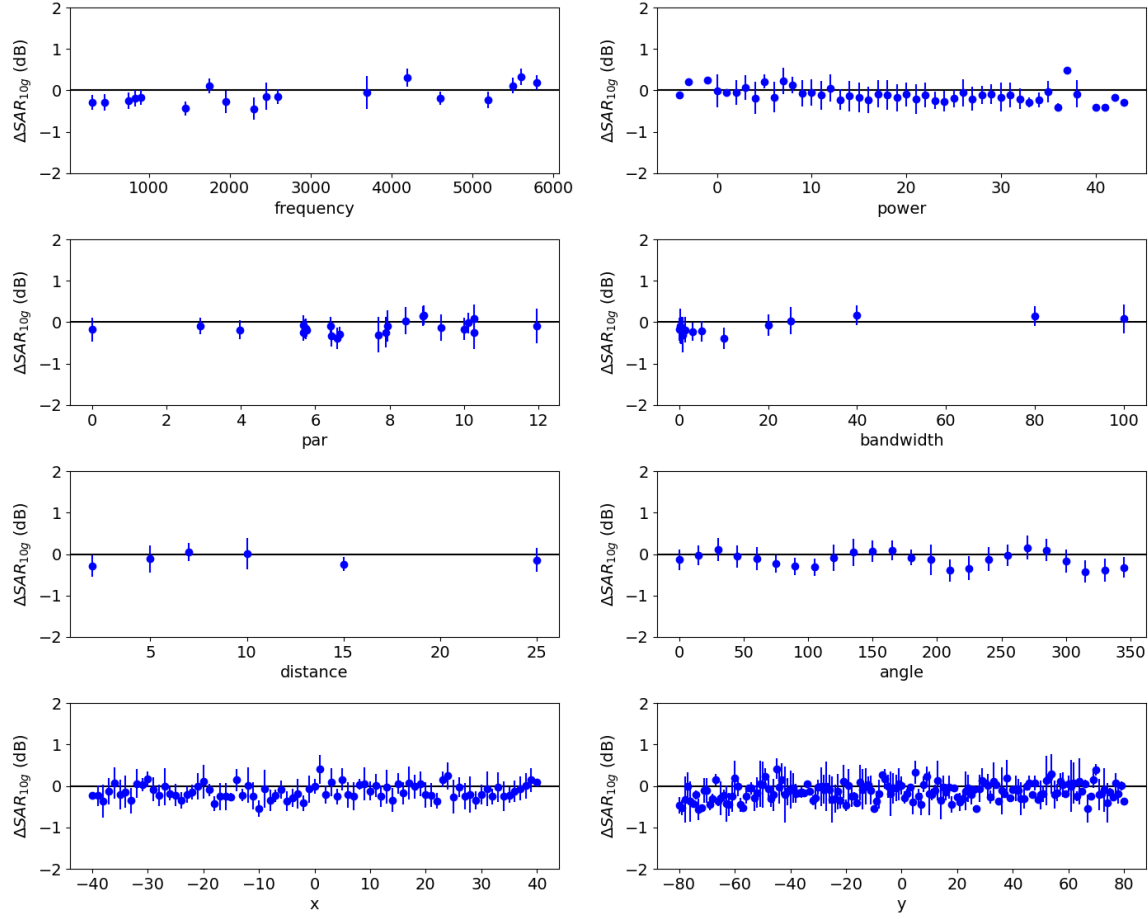 ΔSAR10g (dB)
2
1
0
−1
−2
1000 2000 3000 4000 5000 6000
frequency
ΔSAR10g (dB)
2
1
0
−1
−2
0 10 20 30 40
power
ΔSAR10g (dB)
2
1
0
−1
−2
0 2 4 6 8 10 12
par
ΔSAR10g (dB)
2
1
0
−1
−2
0 20 40 60 80 100
bandwidth
ΔSAR10g (dB)
2
1
0
−1
−2
5 10 15 20 25
distance
ΔSAR10g (dB)
2
1
0
−1
−2
0 50 100 150 200 250 300 350
angle
ΔSAR10g (dB)
2
1
0
−1
−2
−40 −30 −20 −10 0 10 20 30 40
x
ΔSAR10g (dB)
2
1
0
−1
−2
−80 −60 −40 −20 0 20 40 60 80
y